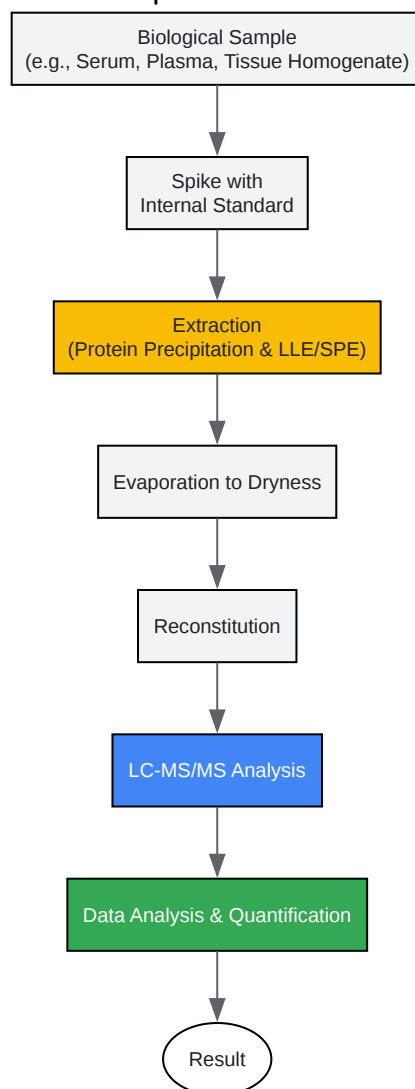 Biological Sample
(e.g., Serum, Plasma, Tissue Homogenate)
Spike with
Internal Standard
Extraction
(Protein Precipitation & LLE/SPE)
Evaporation to Dryness
Reconstitution
LC-MS/MS Analysis
Data Analysis & Quantification
Result